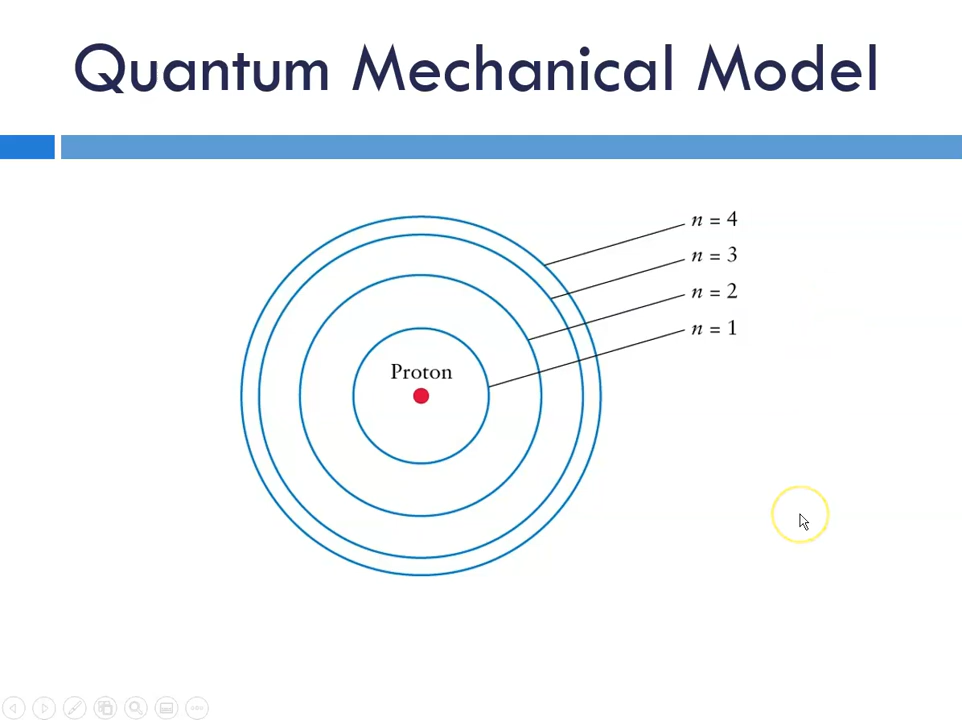 Quantum Mechanical Model
n = 4
n = 3
n = 2
n = 1
Proton